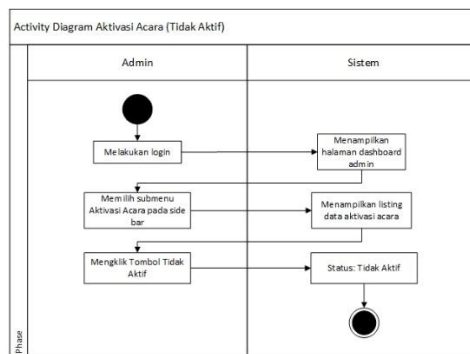 Activity Diagram Aktivasi Acara (Tidak Aktif)
Admin
Sistem
Melakukan login
Menampilkan
halaman dashboard
admin
Memilih submenu
Aktivasi Acara pada side
bar
Menampilkan listing
data aktivasi acara
Mengklik Tombol Tidak
Aktif
Status: Tidak Aktif
Phase